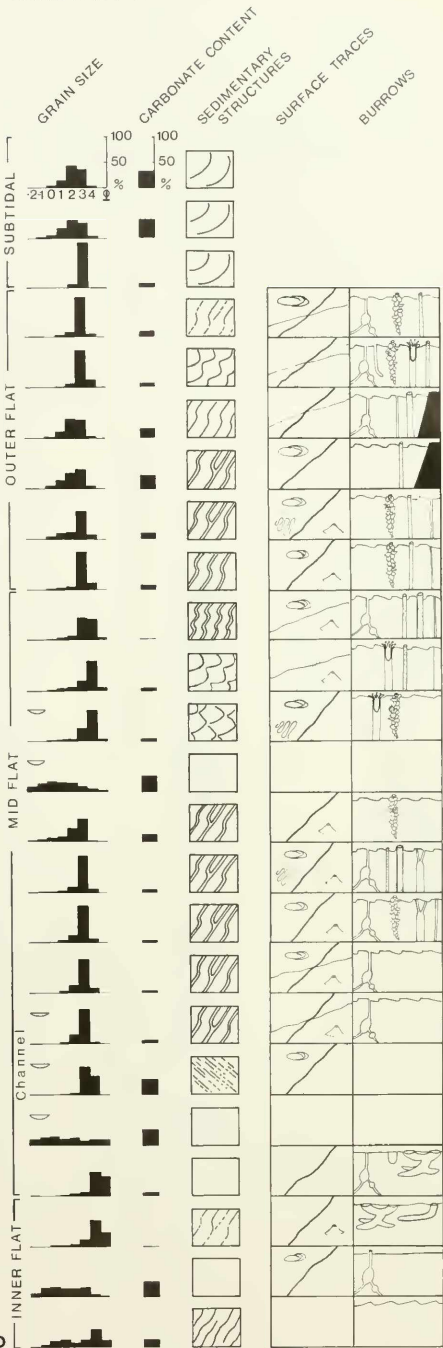 GRAIN SIZE
CARBONATE CONTENT
SEDIMENTARY STRUCTURES
SURFACE TRACES
BURROWS
100
50
%
100
50
%
-2-1 0 1 2 3 4
SUBTIDAL
OUTER FLAT
MID FLAT
Channel
INNER FLAT